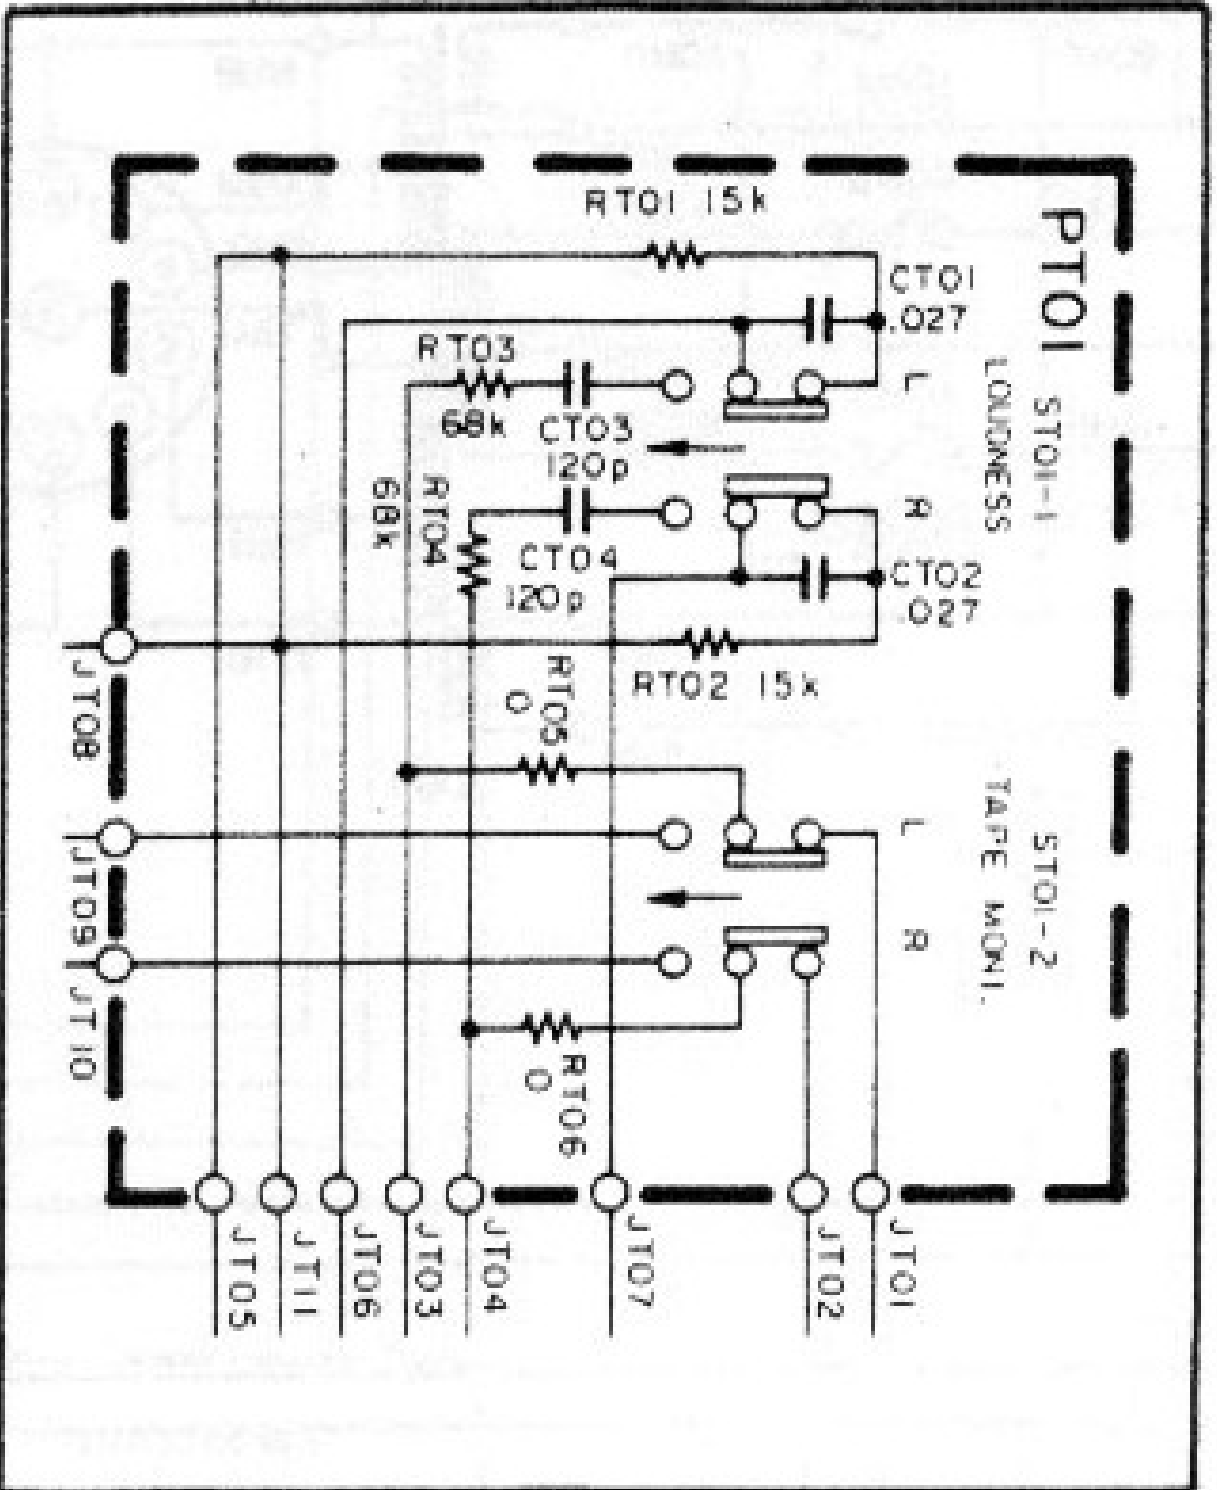 RT01 15k
PT01
CT01
.027
RT03
68k
CT03
120p
L
ST01-1
LOUDNESS
RT04
68k
R
CT04
120p
CT02
.027
RT02 15k
RT05
0
JT08
L
ST01-2
TAPE MONI.
JT09
R
JT10
RT06
0
JT05
JT11
JT06
JT03
JT04
JT07
JT02
JT01